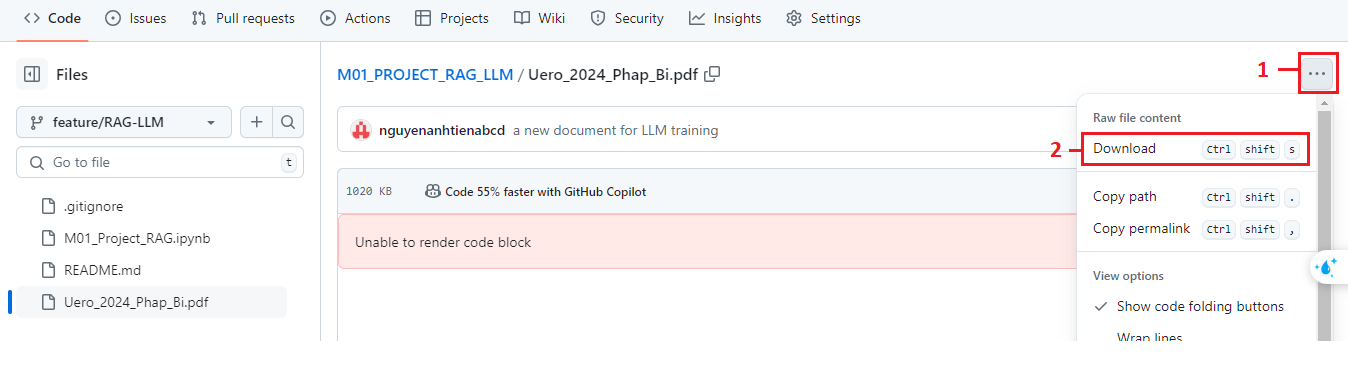 Code Issues Pull requests Actions Projects Wiki Security Insights Settings
Files
feature/RAG-LLM
Go to file t
.gitignore
M01_Project_RAG.ipynb
README.md
Uero_2024_Phap_Bi.pdf
M01_PROJECT_RAG_LLM / Uero_2024_Phap_Bi.pdf
1
nguyenanhtienabcd a new document for LLM training
1020 KB Code 55% faster with GitHub Copilot
Unable to render code block
Raw file content
2 Download Ctrl shift s
Copy path Ctrl shift .
Copy permalink Ctrl shift ,
View options
Show code folding buttons
Wrap lines